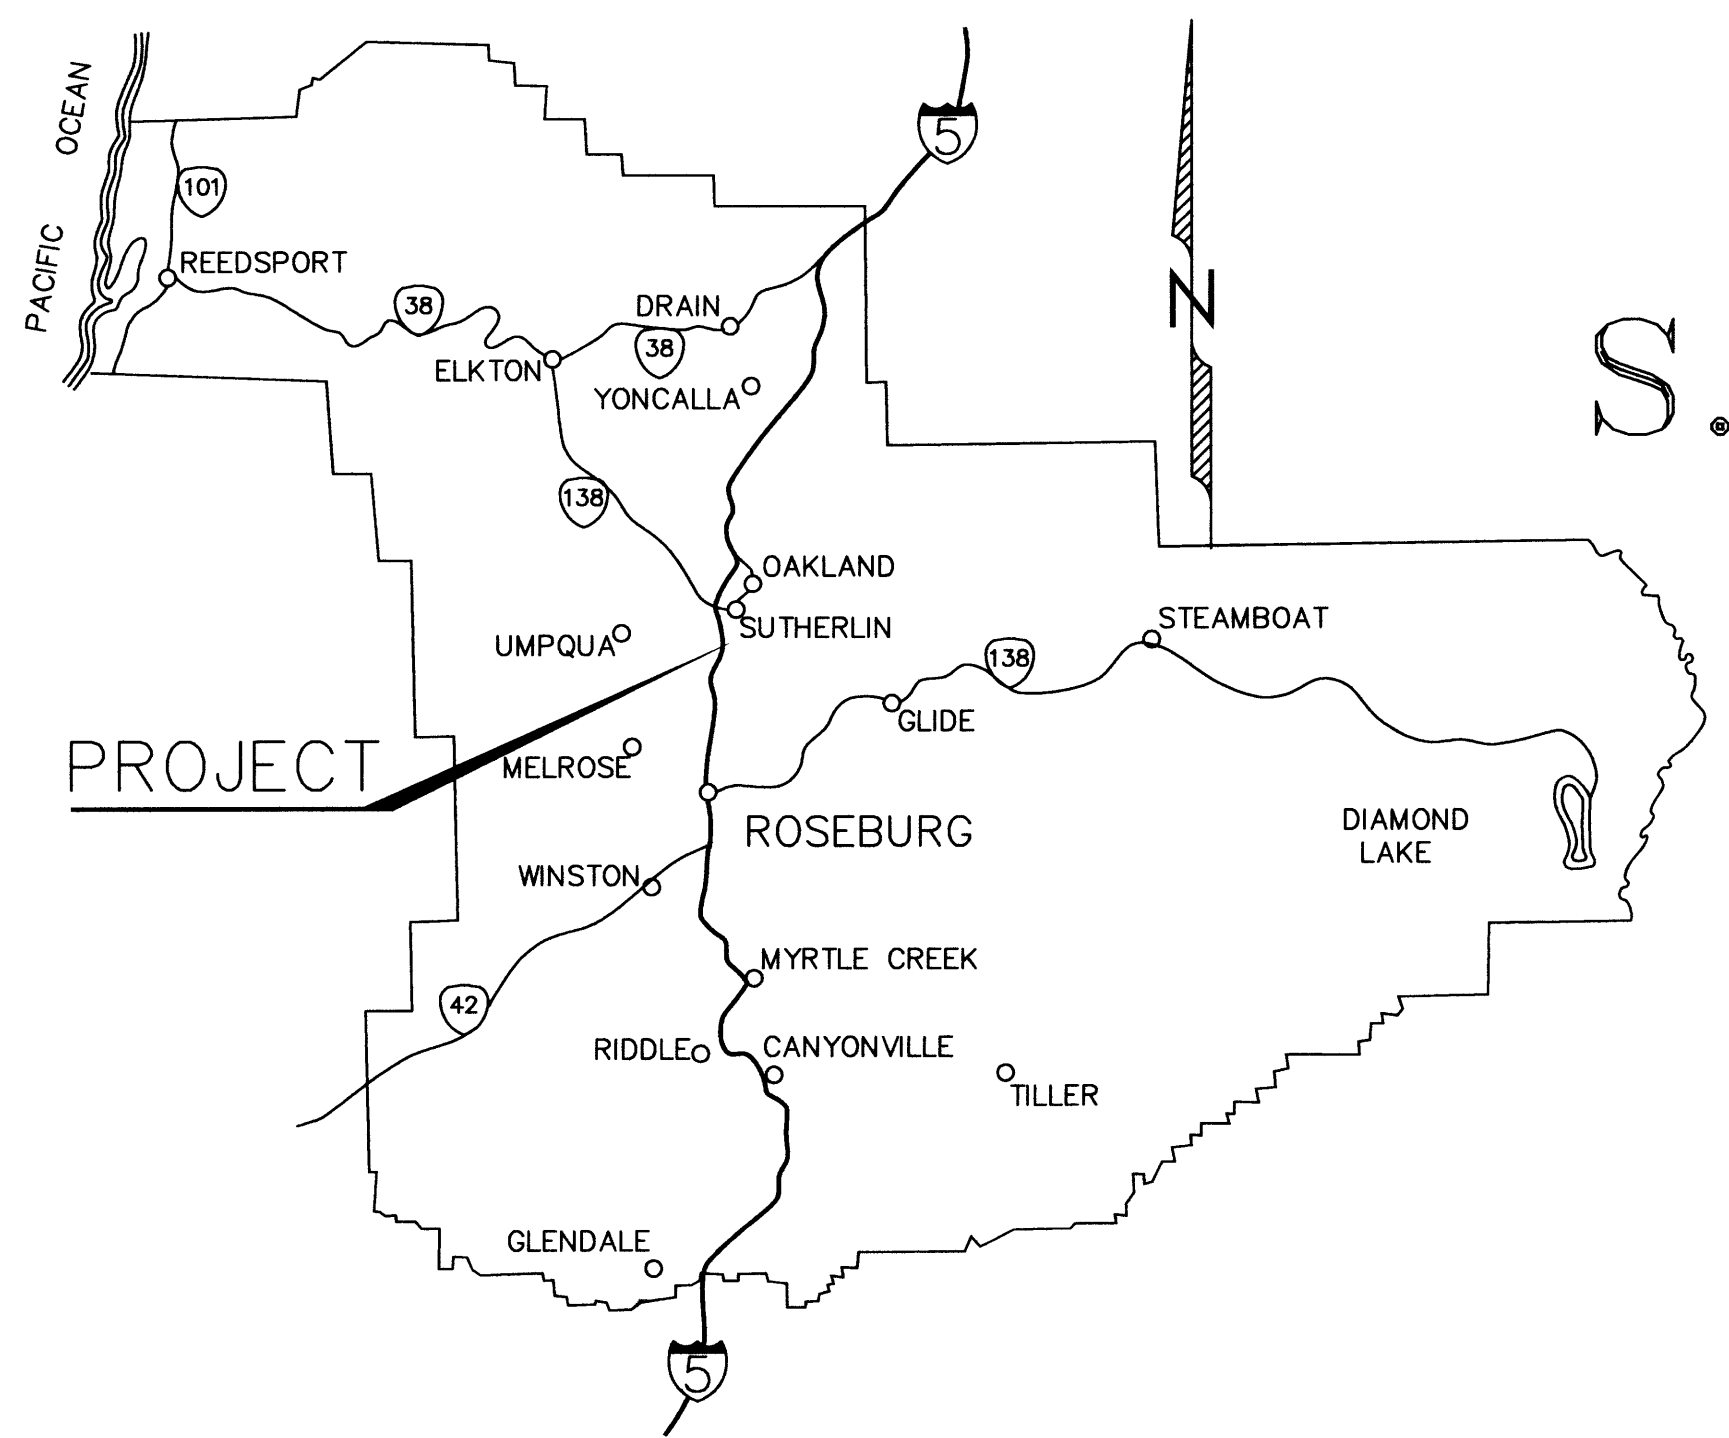 PACIFIC OCEAN
5
101
REEDSPORT
38
DRAIN
38
ELKTON
YONCALLA
N
S.
138
OAKLAND
SUTHERLIN
UMPQUA
STEAMBOAT
138
GLIDE
PROJECT
MELROSE
ROSEBURG
DIAMOND
LAKE
WINSTON
MYRTLE CREEK
42
RIDDLE
CANYONVILLE
TILLER
GLENDALE
5